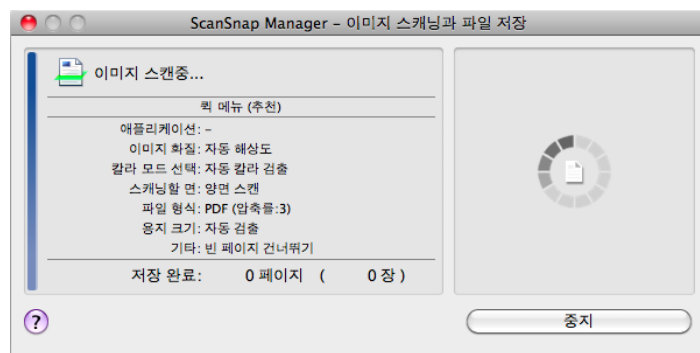 ScanSnap Manager – 이미지 스캐닝과 파일 저장
이미지 스캔중...
퀵 메뉴 (추천)
애플리케이션: –
이미지 화질: 자동 해상도
칼라 모드 선택: 자동 칼라 검출
스캐닝할 면: 양면 스캔
파일 형식: PDF (압축률:3)
용지 크기: 자동 검출
기타: 빈 페이지 건너뛰기
저장 완료: 0 페이지 ( 0 장 )
?
중지